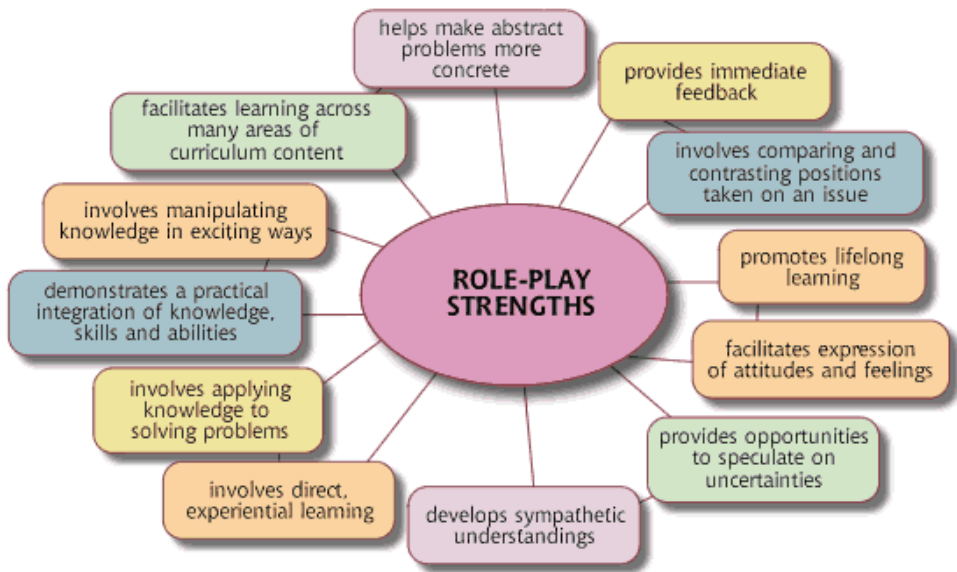 helps make abstract
problems more
concrete
provides immediate
feedback
facilitates learning across
many areas of
curriculum content
involves comparing and
contrasting positions
taken on an issue
involves manipulating
knowledge in exciting ways
ROLE-PLAY
STRENGTHS
promotes lifelong
learning
demonstrates a practical
integration of knowledge,
skills and abilities
facilitates expression
of attitudes and feelings
involves applying
knowledge to
solving problems
provides opportunities
to speculate on
uncertainties
involves direct,
experiential learning
develops sympathetic
understandings